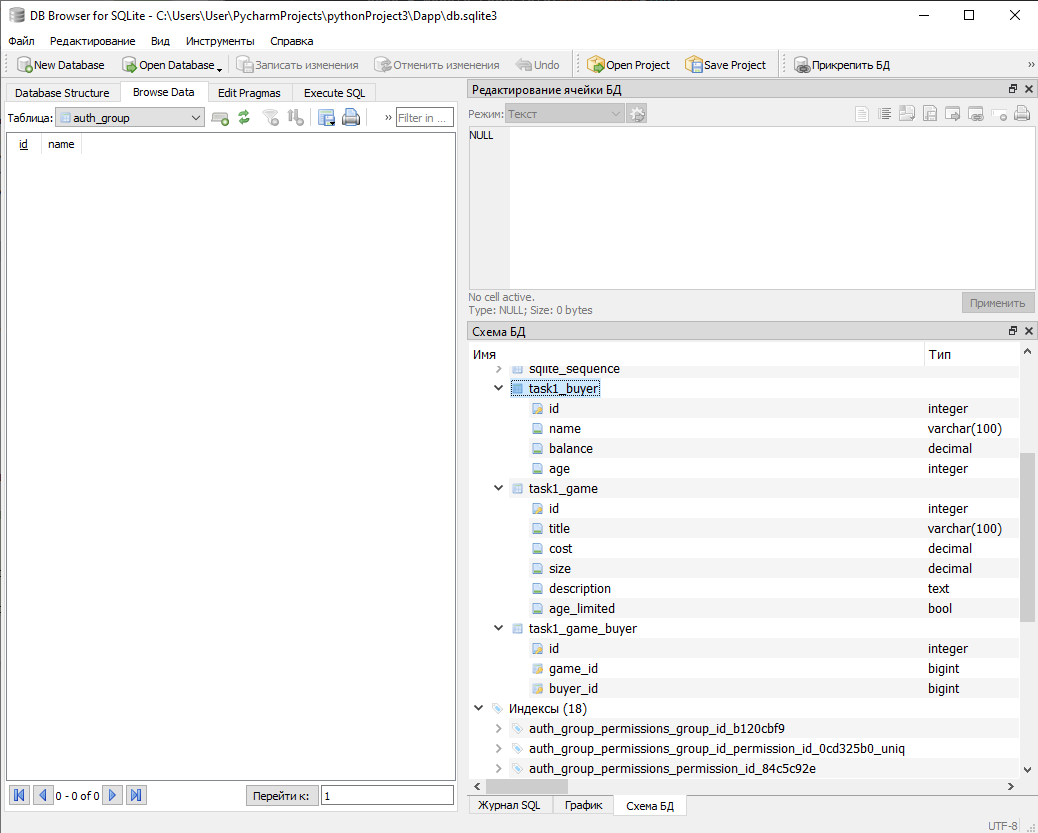 DB Browser for SQLite - C:\Users\User\PycharmProjects\pythonProject3\Dapp\db.sqlite3
Файл Редактирование Вид Инструменты Справка
New Database Open Database Записать изменения Отменить изменения Undo Open Project Save Project Прикрепить БД »
Database Structure Browse Data Edit Pragmas Execute SQL
Таблица: auth_group » Filter in ...
id name
Редактирование ячейки БД
Режим: Текст
NULL
No cell active.
Type: NULL; Size: 0 bytes
Применить
Схема БД
Имя Тип
sqlite_sequence
task1_buyer
id integer
name varchar(100)
balance decimal
age integer
task1_game
id integer
title varchar(100)
cost decimal
size decimal
description text
age_limited bool
task1_game_buyer
id integer
game_id bigint
buyer_id bigint
Индексы (18)
auth_group_permissions_group_id_b120cbf9
auth_group_permissions_group_id_permission_id_0cd325b0_uniq
auth_group_permissions_permission_id_84c5c92e
0 - 0 of 0 Перейти к: 1
Журнал SQL График Схема БД
UTF-8